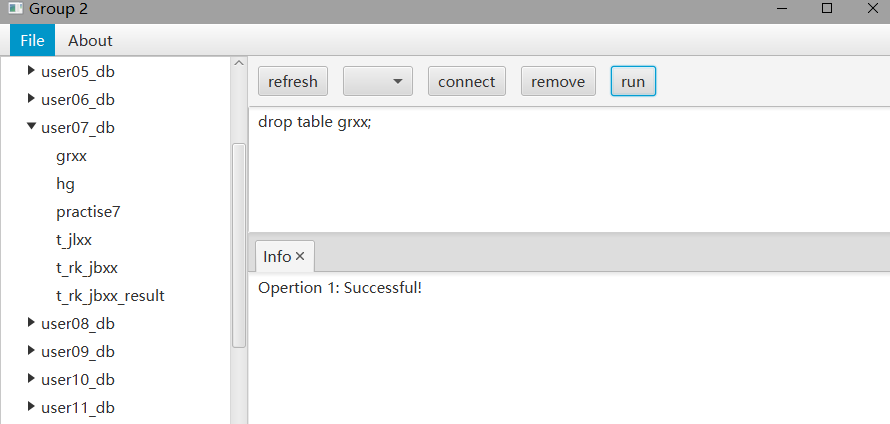 Group 2
File About
refresh connect remove run
drop table grxx;
Info
Opertion 1: Successful!
user05_db
user06_db
user07_db
grxx
hg
practise7
t_jlxx
t_rk_jbxx
t_rk_jbxx_result
user08_db
user09_db
user10_db
user11_db